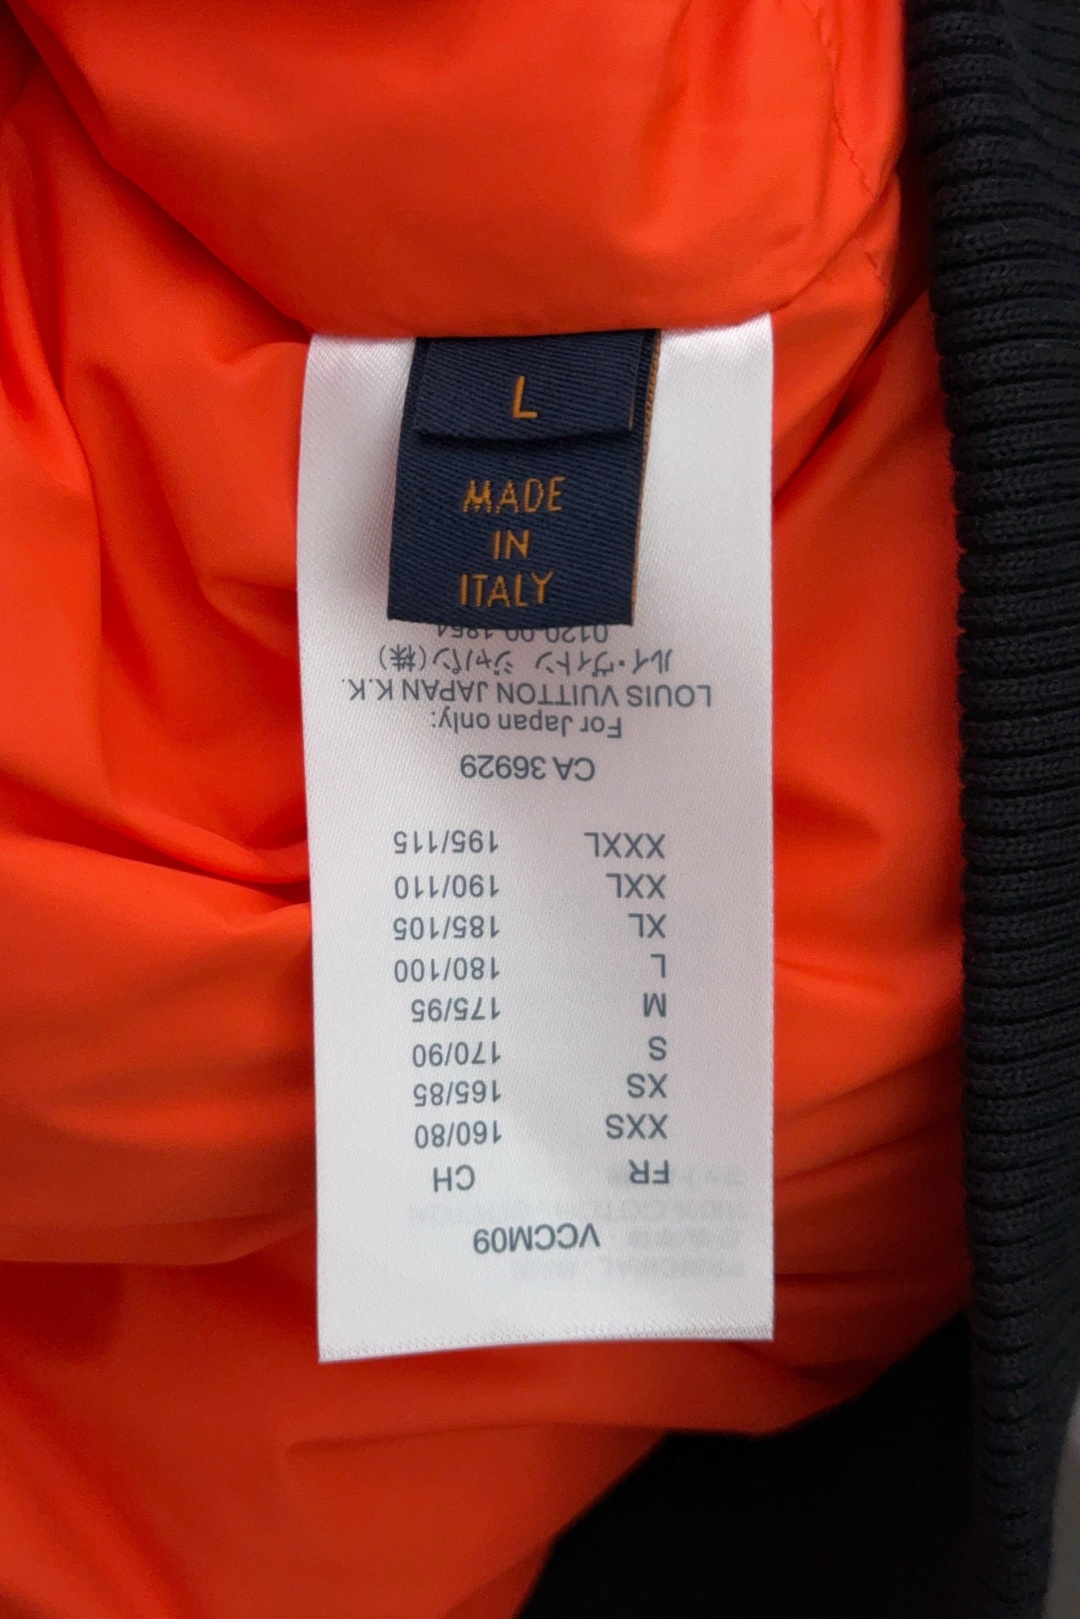 L
MADE
IN
ITALY
VCCM09
FR CH
XXS 160/80
XS 165/85
S 170/90
M 175/95
L 180/100
XL 185/105
XXL 190/110
XXXL 195/115
CA 36929
For Japan only:
LOUIS VUITTON JAPAN K.K.
ルイ・ヴィトン ジャパン(株)
0120-00-1854